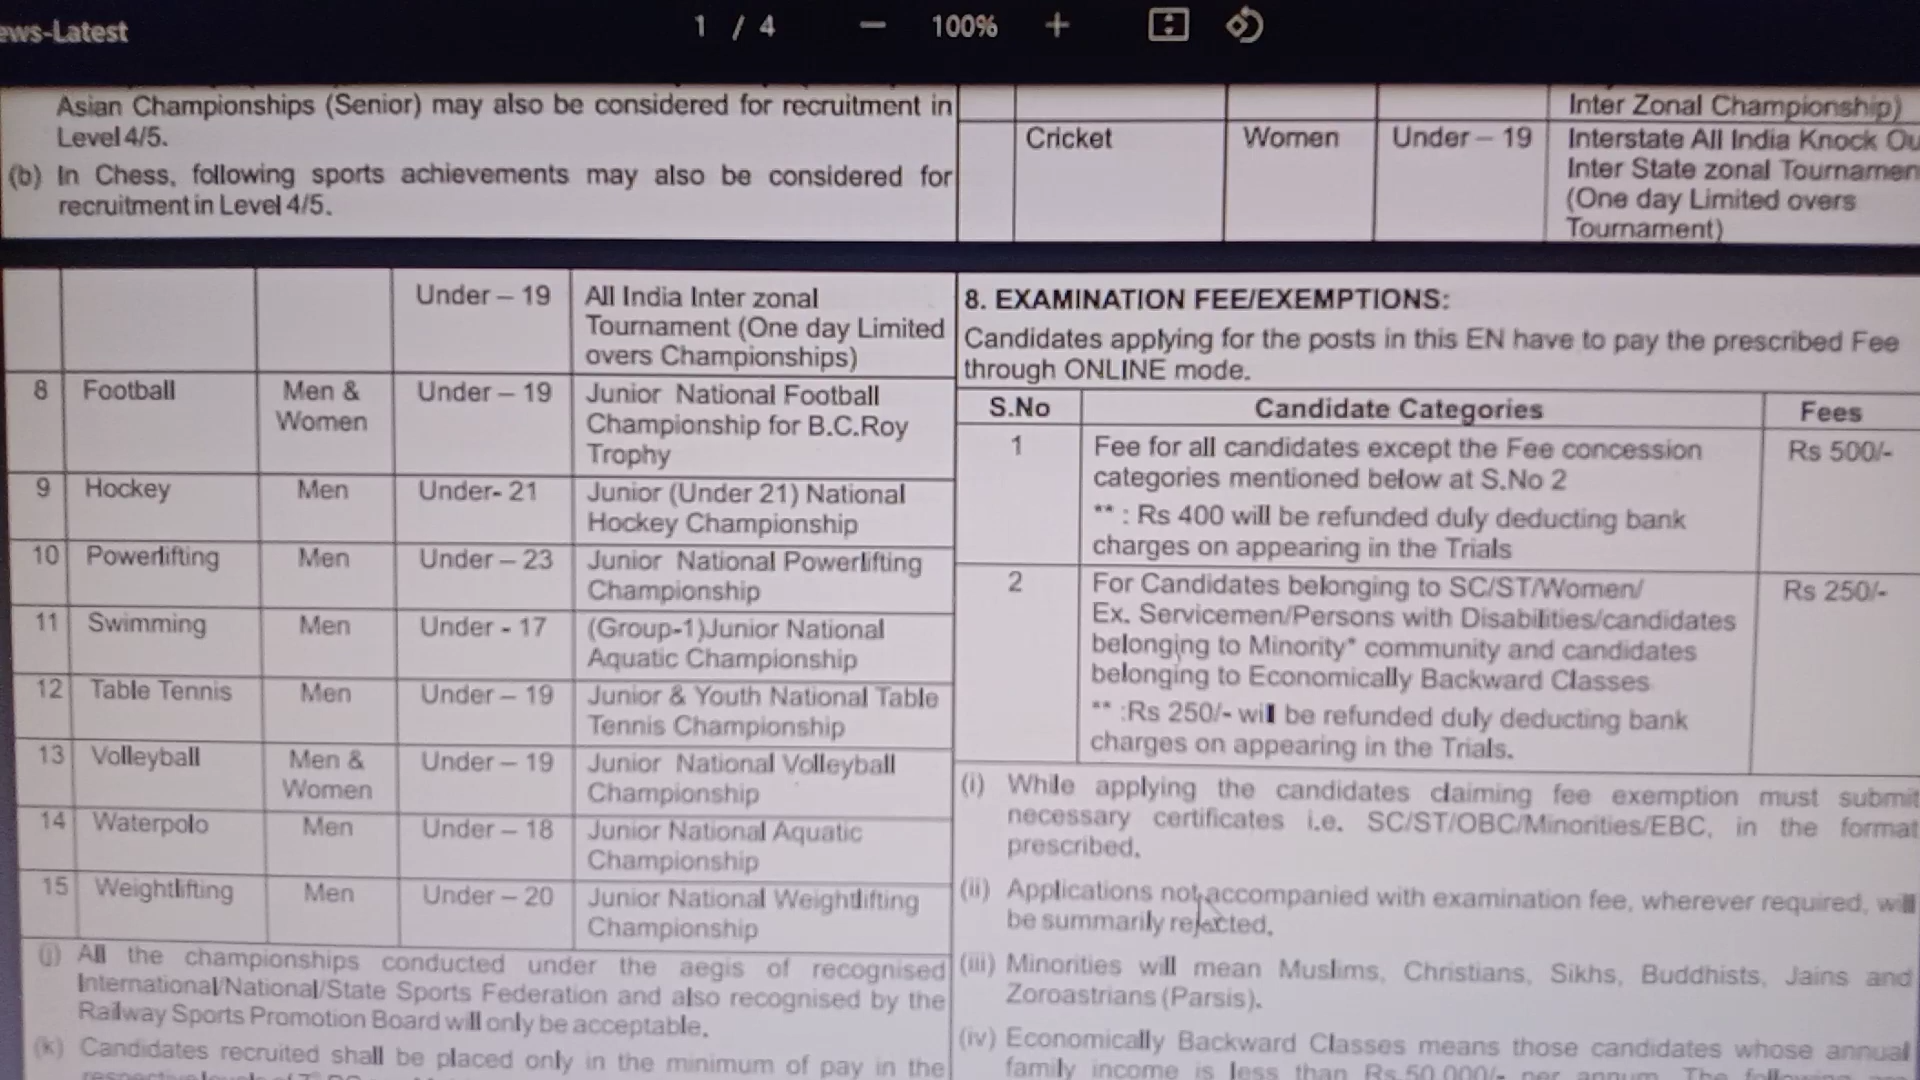 ews-Latest
1 / 4
100%
Asian Championships (Senior) may also be considered for recruitment in
Level 4/5.
(b) In Chess, following sports achievements may also be considered for
recruitment in Level 4/5.
Inter Zonal Championship)
Cricket Women Under – 19 Interstate All India Knock Ou
Inter State zonal Tournamen
(One day Limited overs
Tournament)
Under – 19 All India Inter zonal
Tournament (One day Limited
overs Championships)
8 Football Men & Under – 19 Junior National Football
Women Championship for B.C.Roy
Trophy
9 Hockey Men Under- 21 Junior (Under 21) National
Hockey Championship
10 Powerlifting Men Under – 23 Junior National Powerlifting
Championship
11 Swimming Men Under - 17 (Group-1)Junior National
Aquatic Championship
12 Table Tennis Men Under – 19 Junior & Youth National Table
Tennis Championship
13 Volleyball Men & Under – 19 Junior National Volleyball
Women Championship
14 Waterpolo Men Under – 18 Junior National Aquatic
Championship
15 Weightlifting Men Under – 20 Junior National Weightlifting
Championship
(j) All the championships conducted under the aegis of recognised
International/National/State Sports Federation and also recognised by the
Railway Sports Promotion Board will only be acceptable.
(k) Candidates recruited shall be placed only in the minimum of pay in the
8. EXAMINATION FEE/EXEMPTIONS:
Candidates applying for the posts in this EN have to pay the prescribed Fee
through ONLINE mode.
S.No Candidate Categories Fees
1 Fee for all candidates except the Fee concession Rs 500/-
categories mentioned below at S.No 2
** : Rs 400 will be refunded duly deducting bank
charges on appearing in the Trials
2 For Candidates belonging to SC/ST/Women/ Rs 250/-
Ex. Servicemen/Persons with Disabilities/candidates
belonging to Minority* community and candidates
belonging to Economically Backward Classes
** :Rs 250/- will be refunded duly deducting bank
charges on appearing in the Trials.
(i) While applying the candidates claiming fee exemption must submit
necessary certificates i.e. SC/ST/OBC/Minorities/EBC, in the format
prescribed.
(ii) Applications not accompanied with examination fee, wherever required, will
be summarily rejected.
(iii) Minorities will mean Muslims, Christians, Sikhs, Buddhists, Jains and
Zoroastrians (Parsis).
(iv) Economically Backward Classes means those candidates whose annual
family income is less than Rs.50,000/- per annum. The following